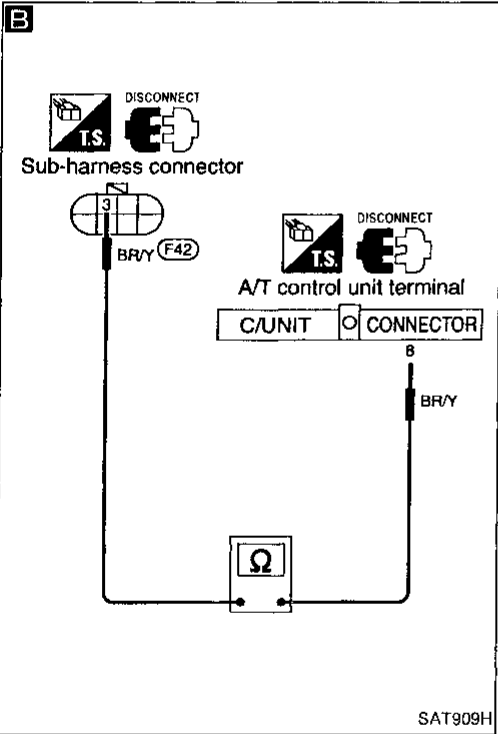 B
DISCONNECT
T.S.
Sub-harness connector
3
BR/Y F42
DISCONNECT
T.S.
A/T control unit terminal
C/UNIT CONNECTOR
8
BR/Y
Ω
SAT909H